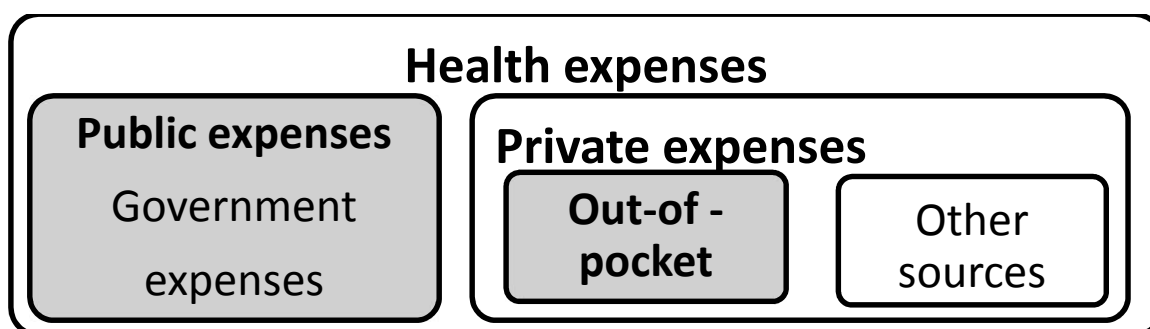 Health expenses
Public expenses
Government
expenses
Private expenses
Out-of -
pocket
Other
sources